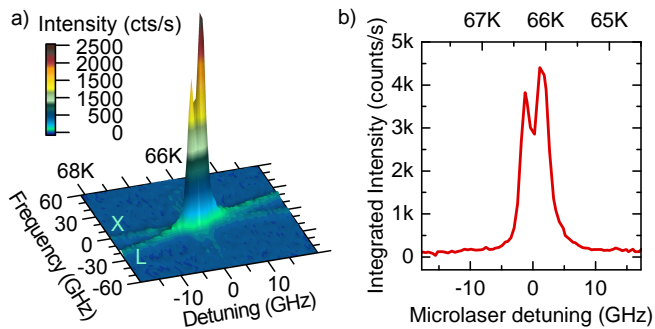 a)
Intensity (cts/s)
2500
2000
1500
1000
500
0
68K
66K
60
30
0
-30
-60
Frequency (GHz)
X
L
-10
0
10
Detuning (GHz)
b)
67K 66K 65K
5k
4k
3k
2k
1k
0
Integrated Intensity (counts/s)
-10 0 10
Microlaser detuning (GHz)